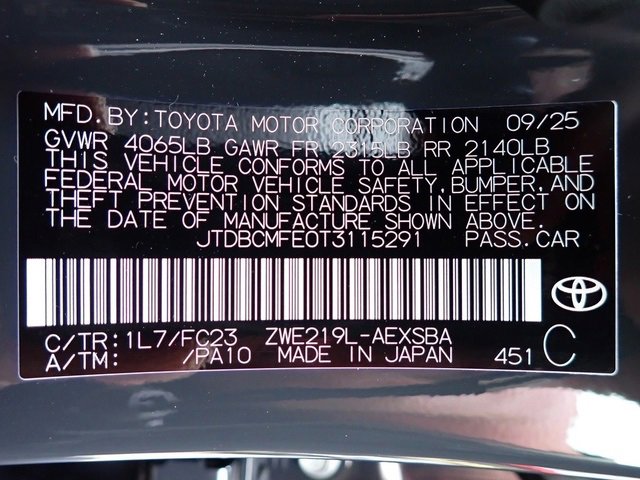 MFD.BY:TOYOTA MOTOR CORPORATION 09/25
GVWR 4065LB GAWR FR 2315LB RR 2140LB
THIS VEHICLE CONFORMS TO ALL APPLICABLE
FEDERAL MOTOR VEHICLE SAFETY,BUMPER,AND
THEFT PREVENTION STANDARDS IN EFFECT ON
THE DATE OF MANUFACTURE SHOWN ABOVE.
JTDBCMFE0T3115291 PASS.CAR
C/TR:1L7/FC23 ZWE219L-AEXSBA
A/TM: /PA10 MADE IN JAPAN 451 C